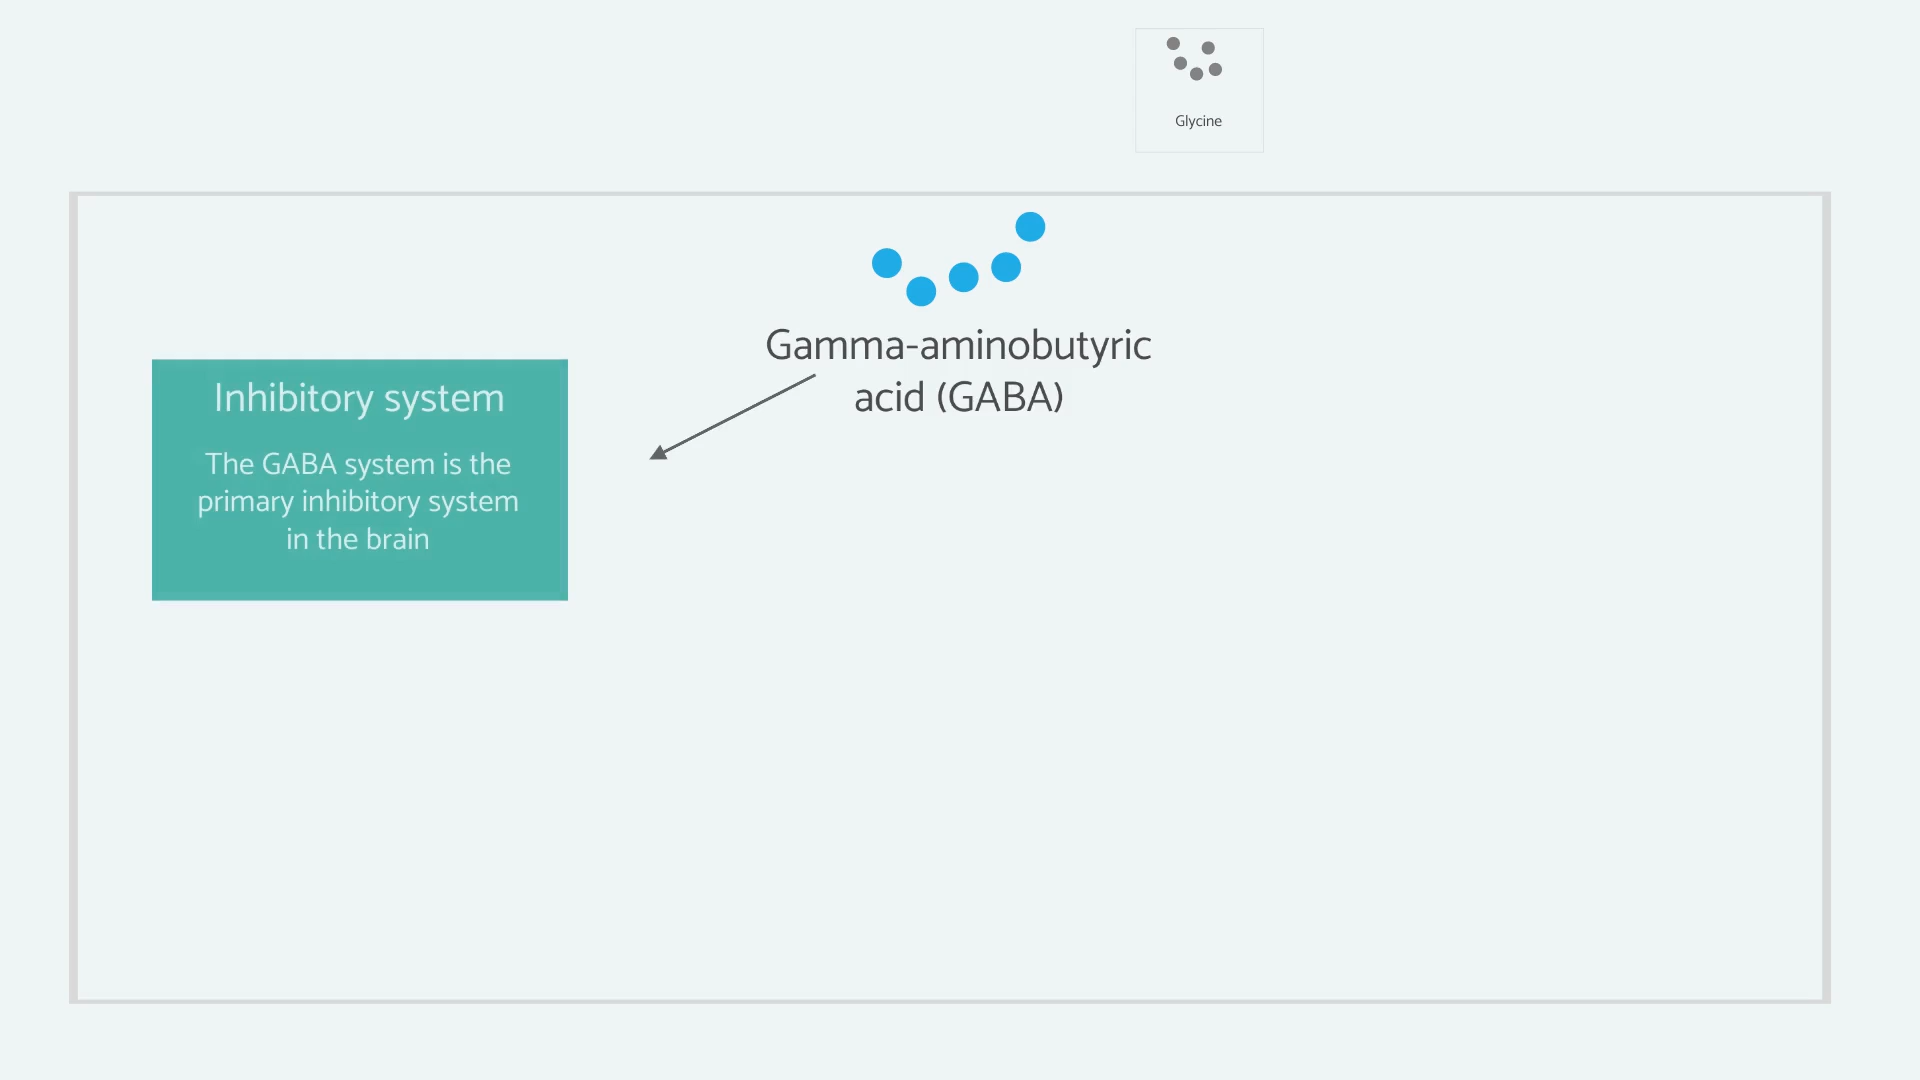 Glycine
Gamma-aminobutyric
acid (GABA)
Inhibitory system
The GABA system is the
primary inhibitory system
in the brain